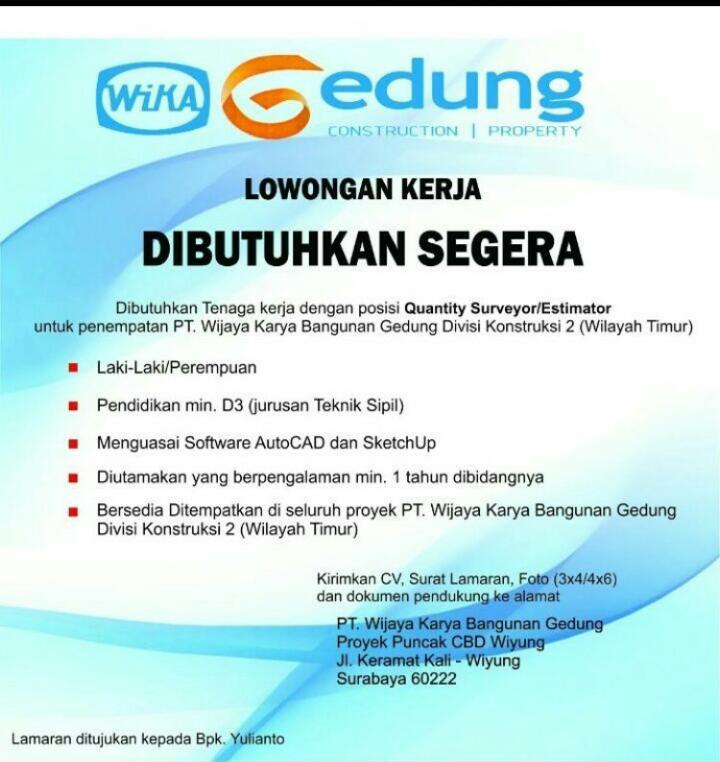 WiKA Gedung
CONSTRUCTION | PROPERTY
LOWONGAN KERJA
DIBUTUHKAN SEGERA
Dibutuhkan Tenaga kerja dengan posisi Quantity Surveyor/Estimator
untuk penempatan PT. Wijaya Karya Bangunan Gedung Divisi Konstruksi 2 (Wilayah Timur)
Laki-Laki/Perempuan
Pendidikan min. D3 (jurusan Teknik Sipil)
Menguasai Software AutoCAD dan SketchUp
Diutamakan yang berpengalaman min. 1 tahun dibidangnya
Bersedia Ditempatkan di seluruh proyek PT. Wijaya Karya Bangunan Gedung
Divisi Konstruksi 2 (Wilayah Timur)
Kirimkan CV, Surat Lamaran, Foto (3x4/4x6)
dan dokumen pendukung ke alamat
PT. Wijaya Karya Bangunan Gedung
Proyek Puncak CBD Wiyung
Jl. Keramat Kali - Wiyung
Surabaya 60222
Lamaran ditujukan kepada Bpk. Yulianto